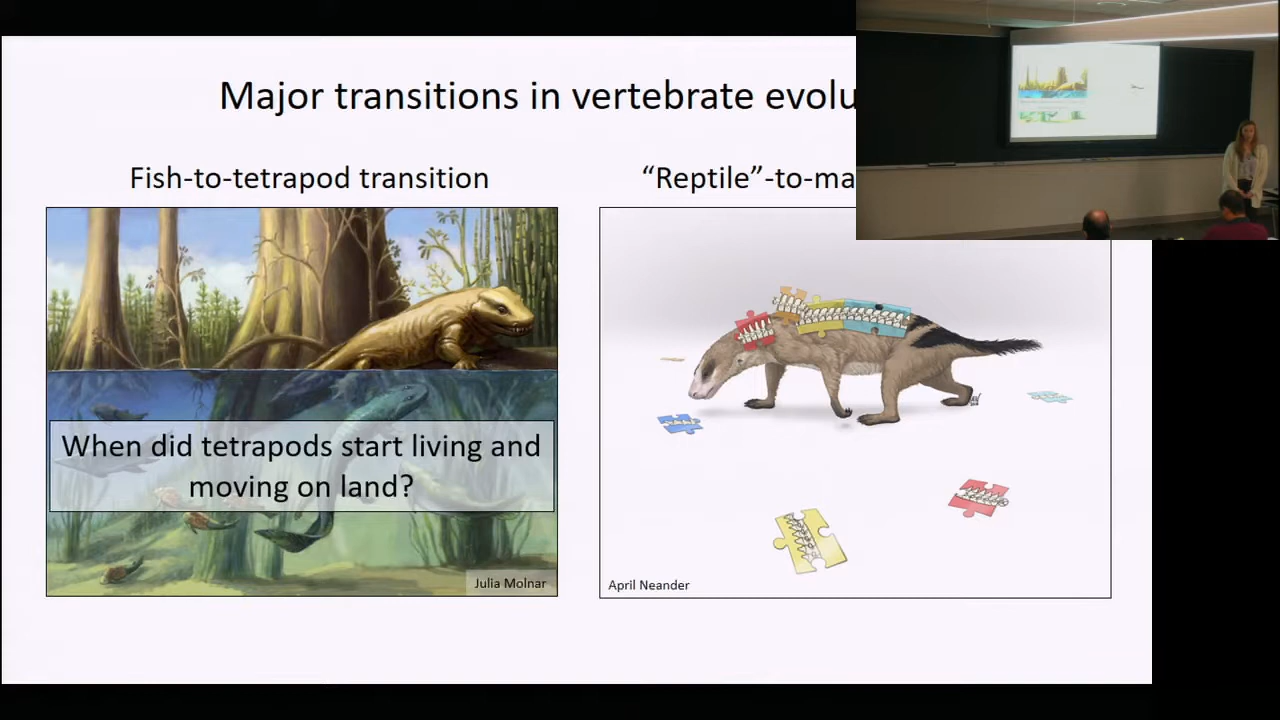 Major transitions in vertebrate evolu
Fish-to-tetrapod transition
“Reptile”-to-ma
When did tetrapods start living and
moving on land?
Julia Molnar
April Neander